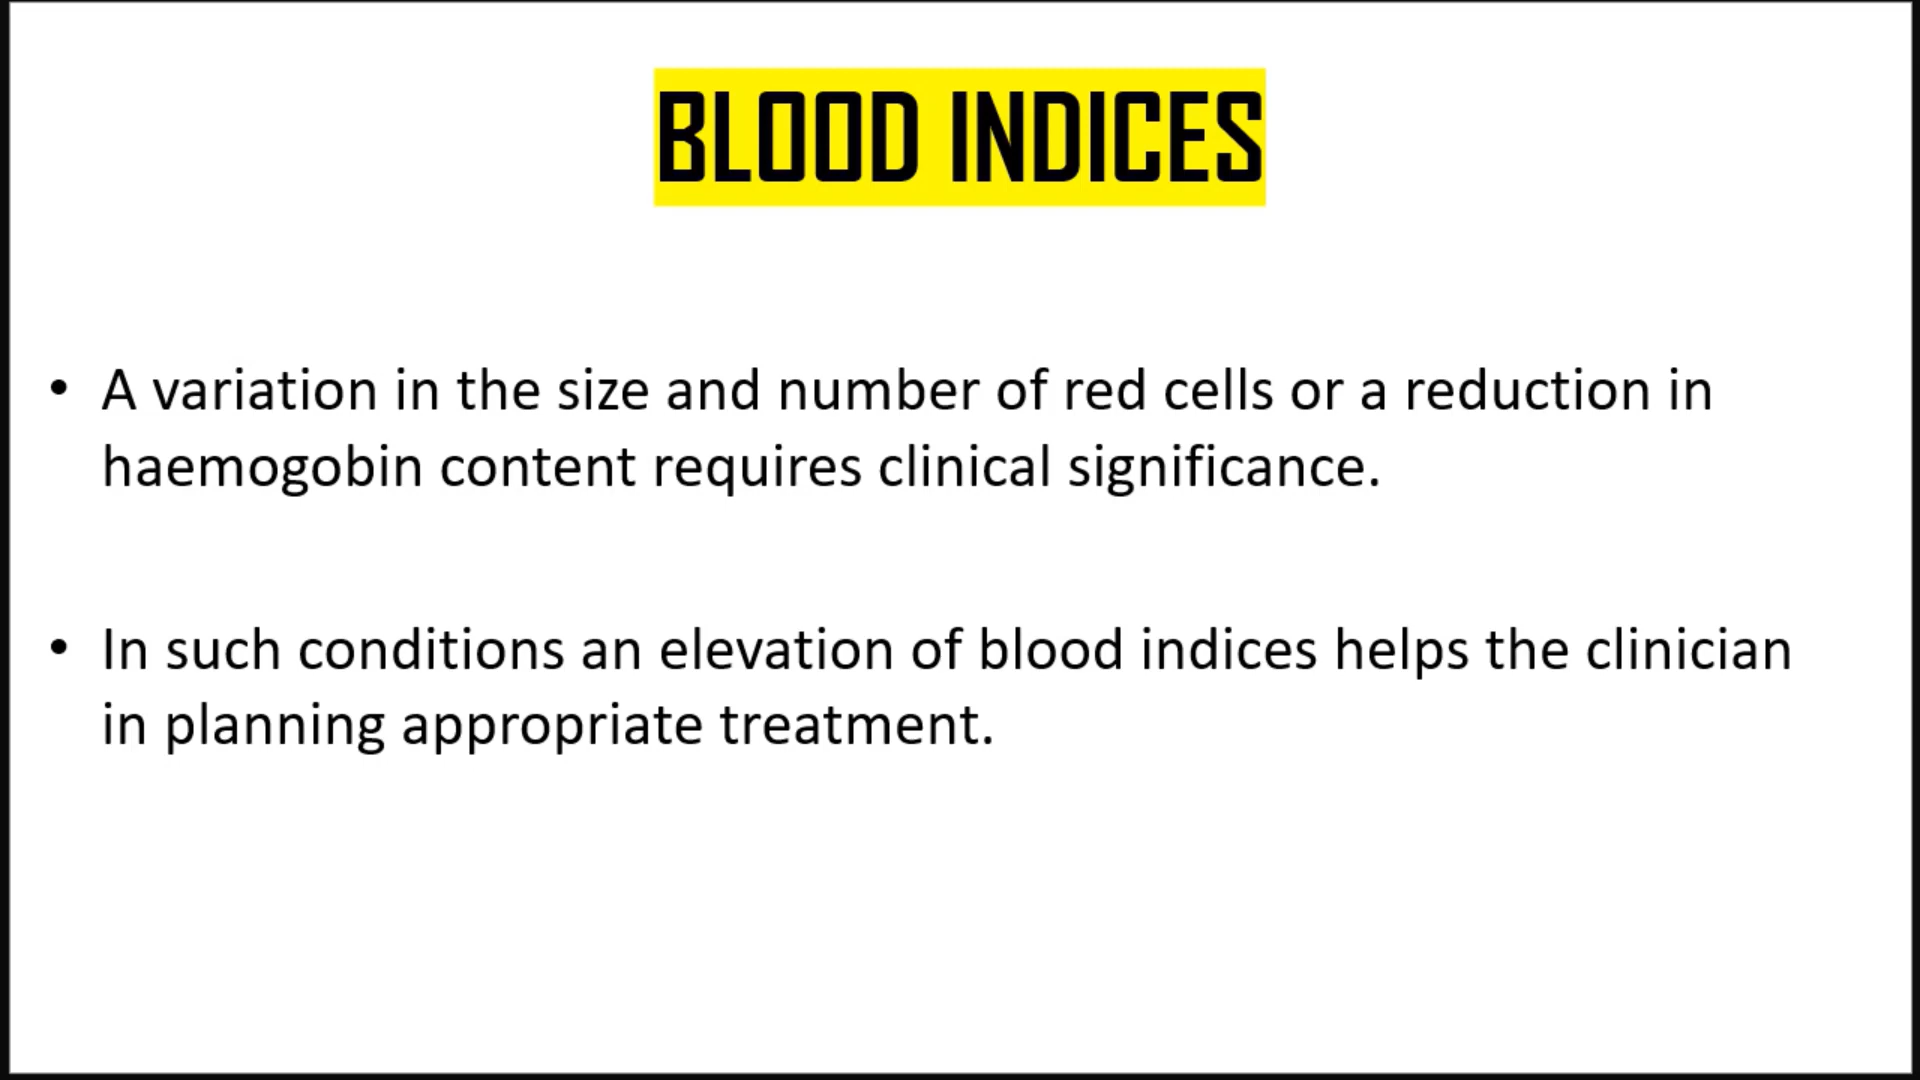 BLOOD INDICES
• A variation in the size and number of red cells or a reduction in
haemogobin content requires clinical significance.
• In such conditions an elevation of blood indices helps the clinician
in planning appropriate treatment.